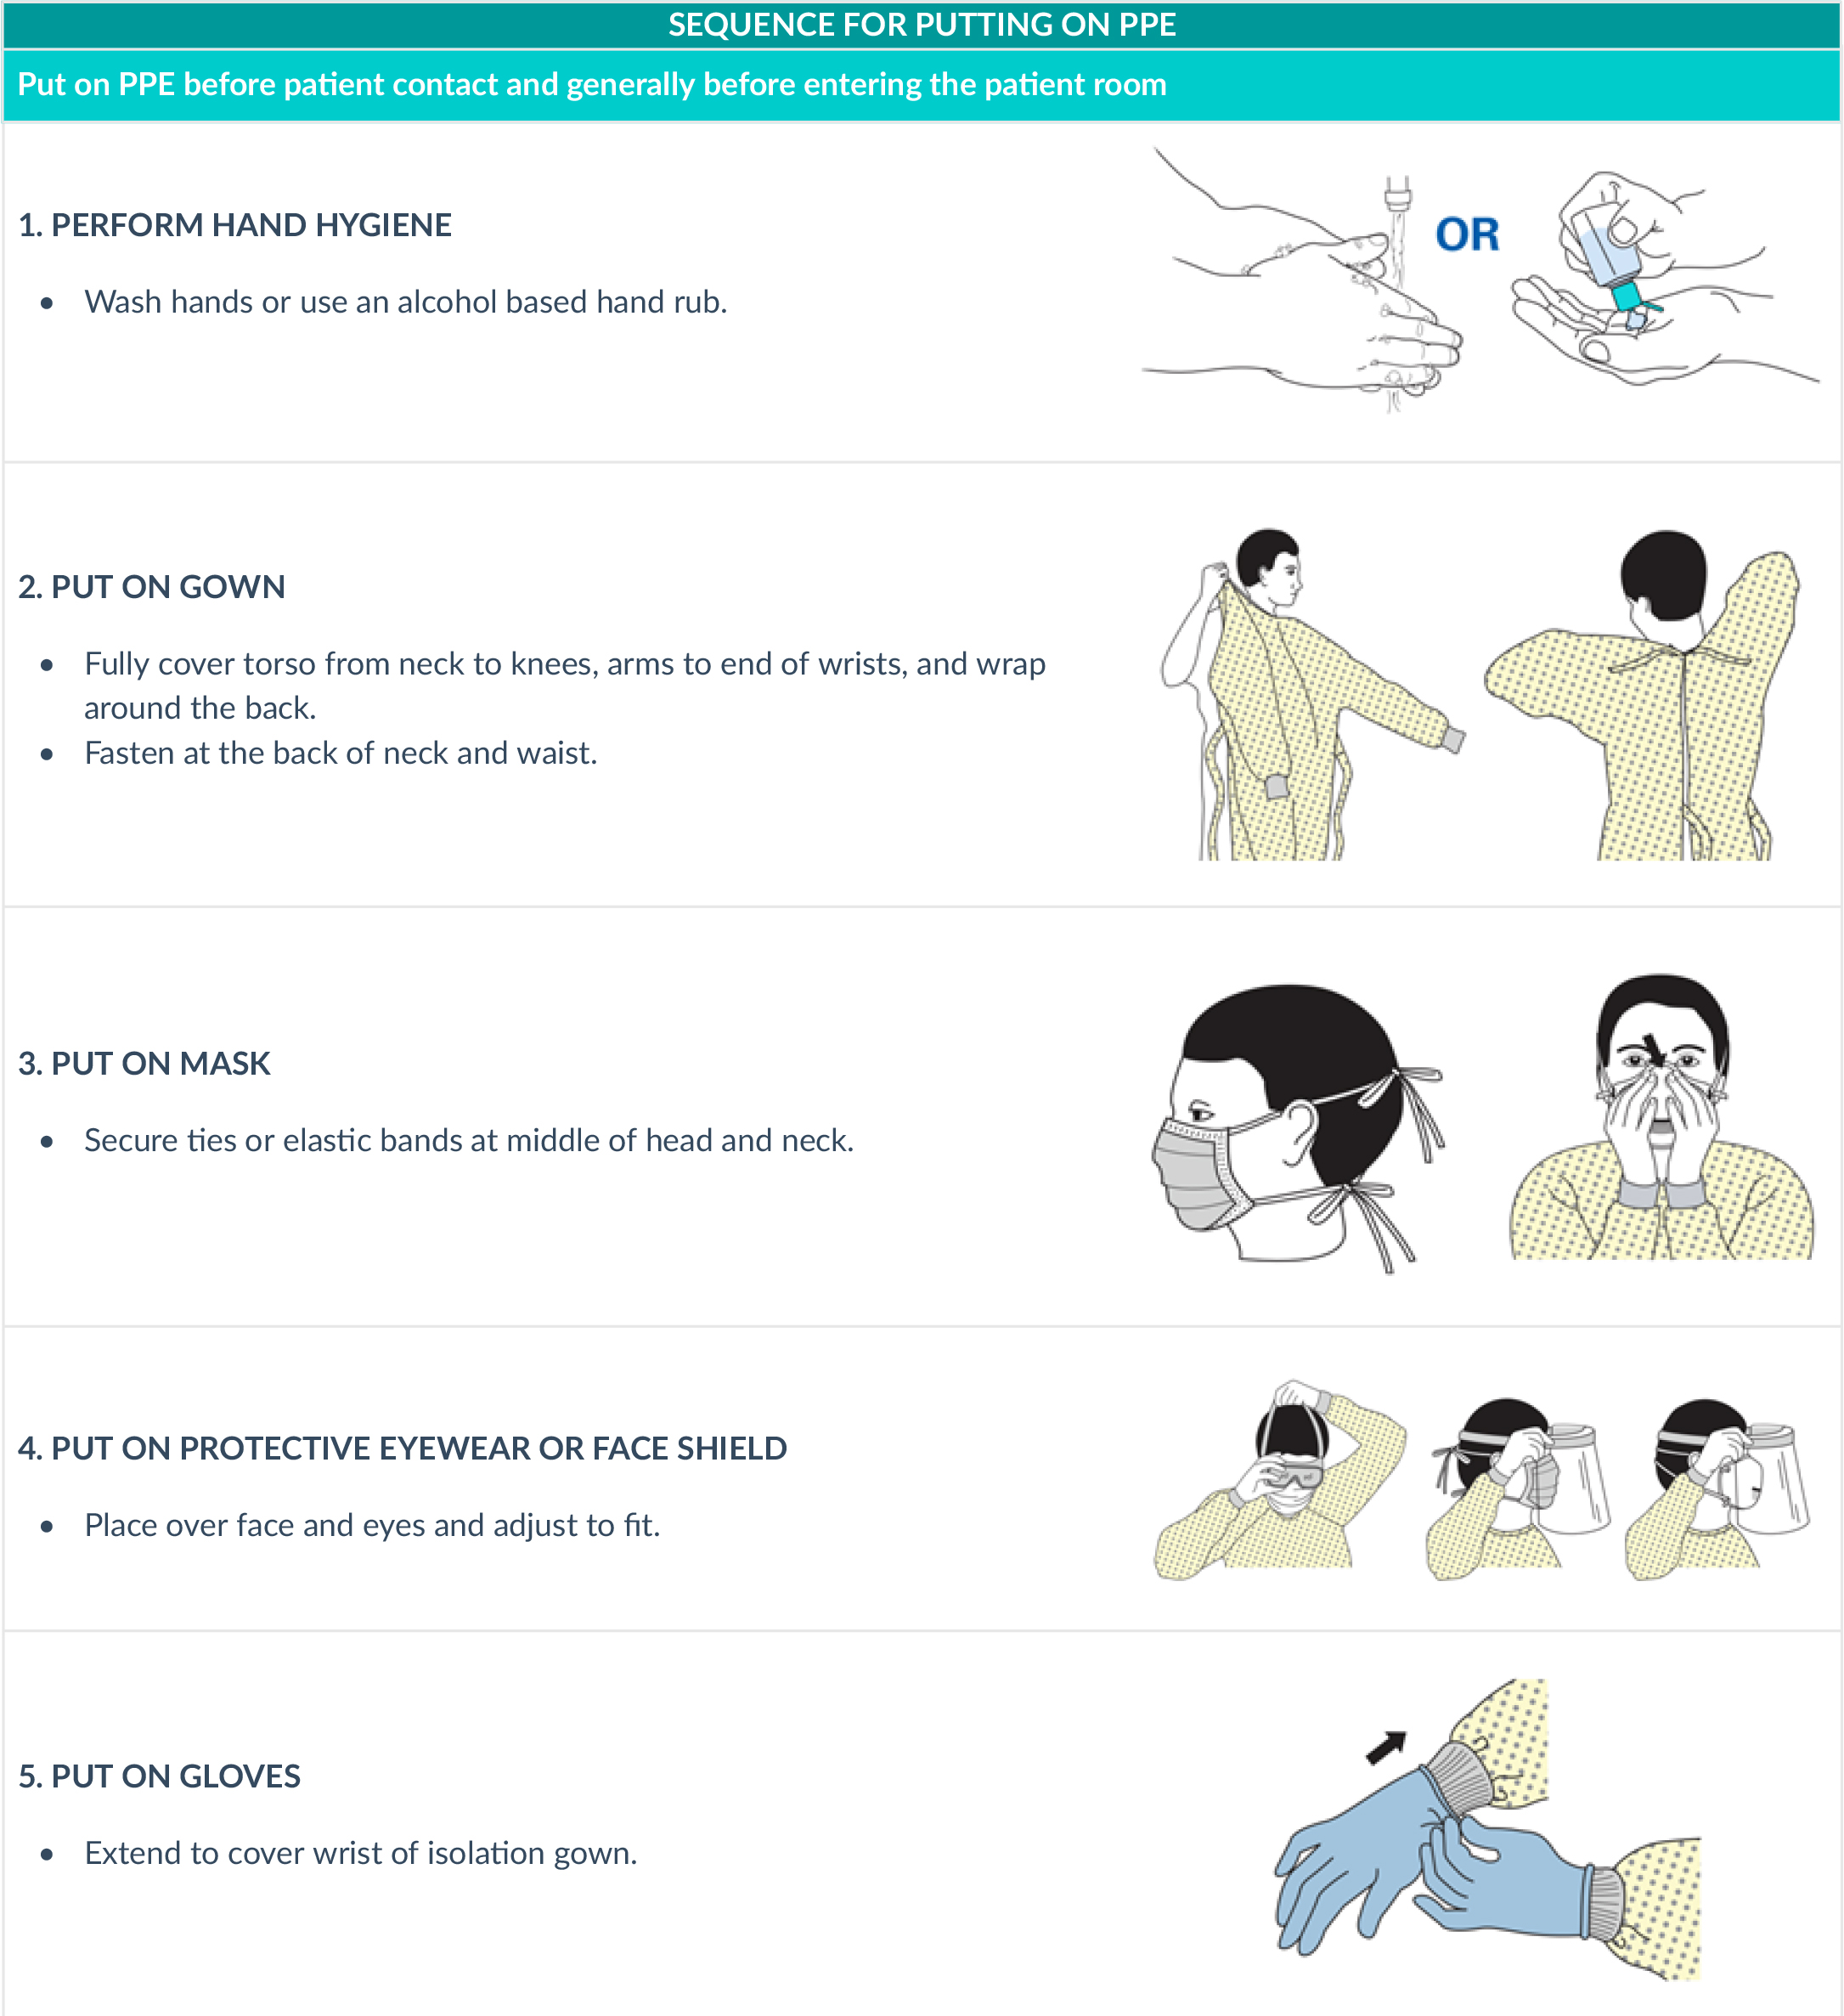 SEQUENCE FOR PUTTING ON PPE
Put on PPE before patient contact and generally before entering the patient room
1. PERFORM HAND HYGIENE
• Wash hands or use an alcohol based hand rub.
OR
2. PUT ON GOWN
• Fully cover torso from neck to knees, arms to end of wrists, and wrap
around the back.
• Fasten at the back of neck and waist.
3. PUT ON MASK
• Secure ties or elastic bands at middle of head and neck.
4. PUT ON PROTECTIVE EYEWEAR OR FACE SHIELD
• Place over face and eyes and adjust to fit.
5. PUT ON GLOVES
• Extend to cover wrist of isolation gown.